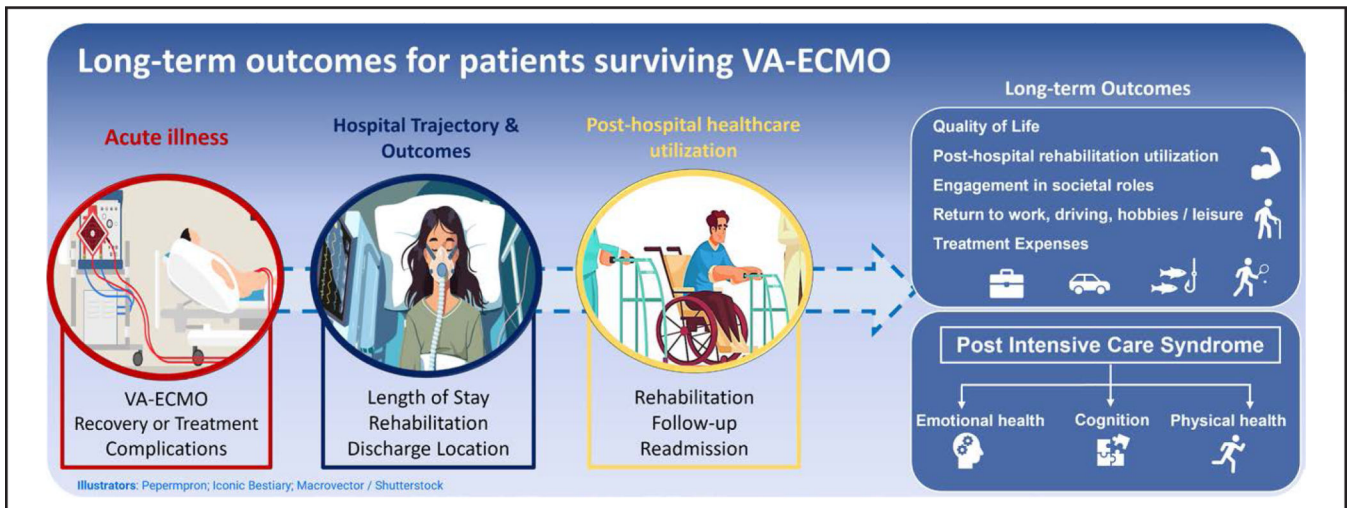 Long-term outcomes for patients surviving VA-ECMO
Acute illness
VA-ECMO
Recovery or Treatment
Complications
Hospital Trajectory &
Outcomes
Length of Stay
Rehabilitation
Discharge Location
Post-hospital healthcare
utilization
Rehabilitation
Follow-up
Readmission
Long-term Outcomes
Quality of Life
Post-hospital rehabilitation utilization
Engagement in societal roles
Return to work, driving, hobbies / leisure
Treatment Expenses
Post Intensive Care Syndrome
Emotional health
Cognition
Physical health
Illustrators: Pepermpron; Iconic Bestiary; Macrovector / Shutterstock